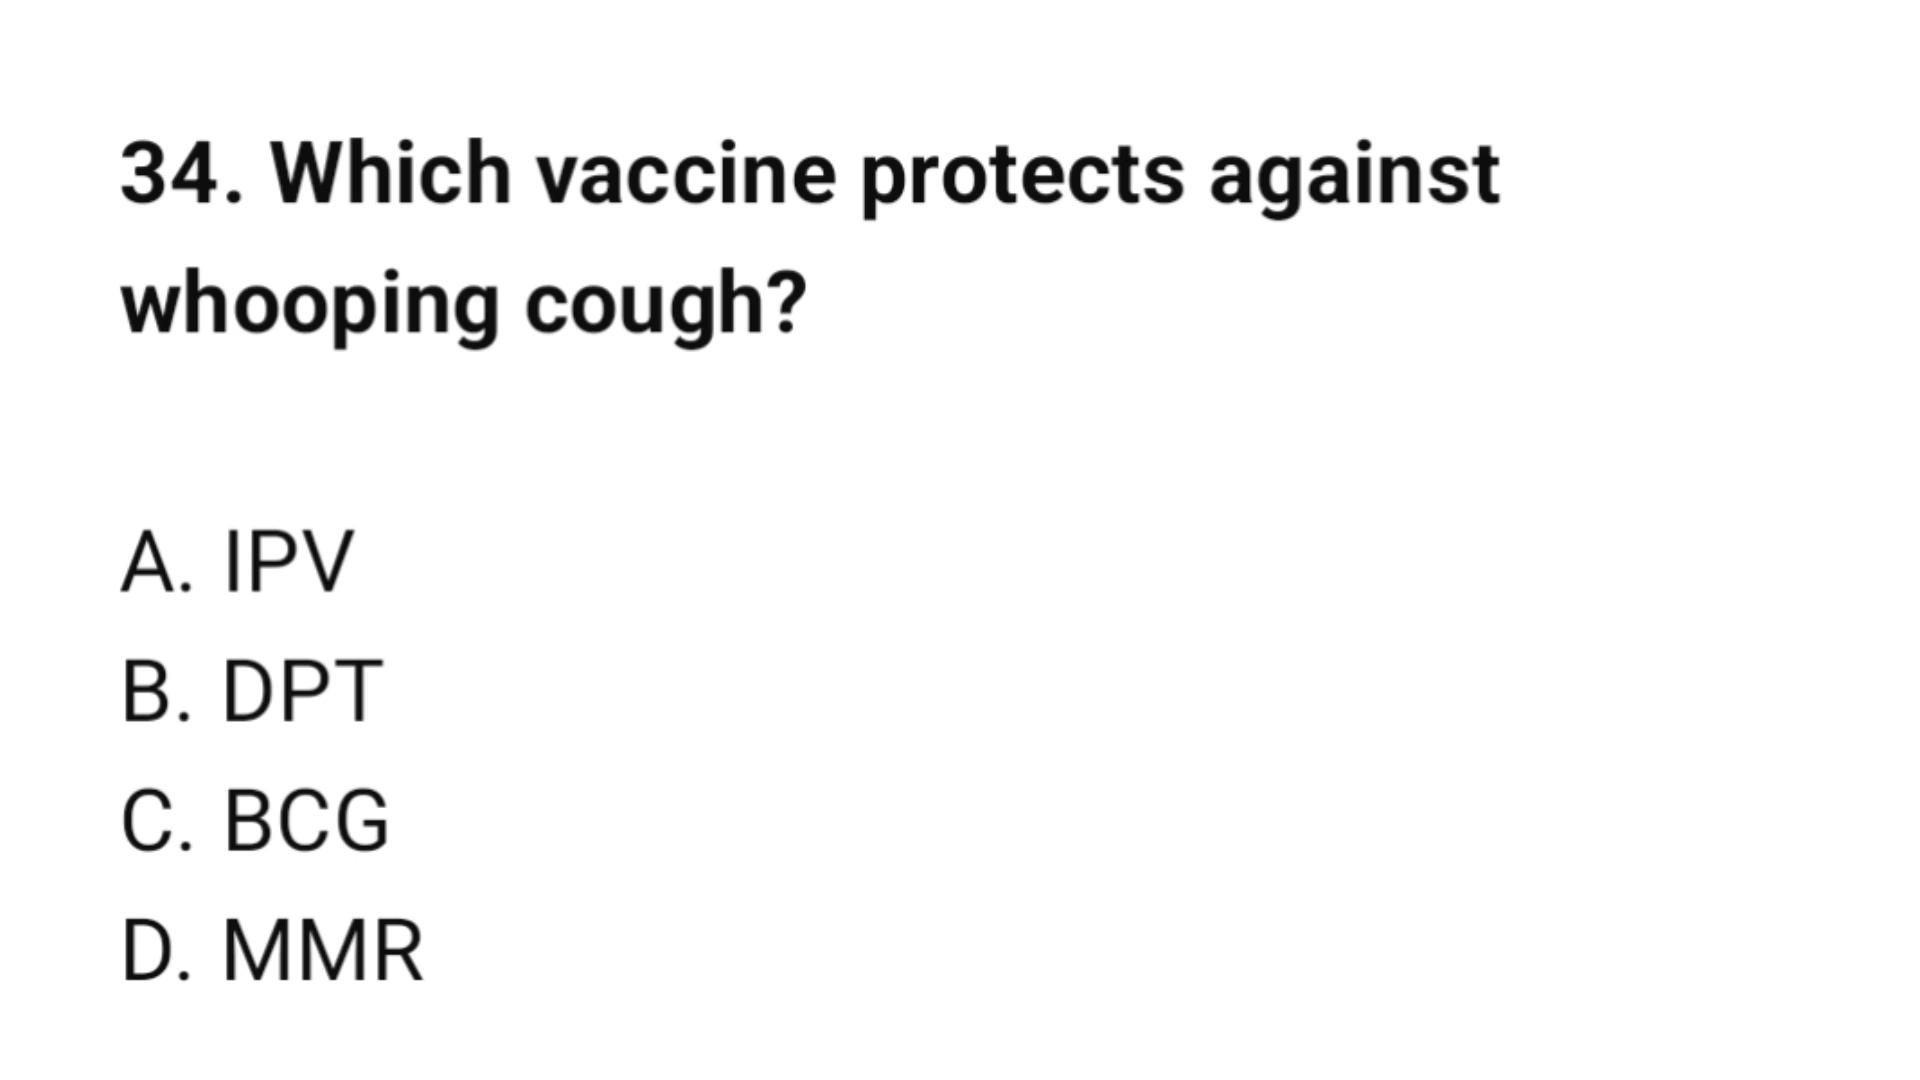 34. Which vaccine protects against
whooping cough?
A. IPV
B. DPT
C. BCG
D. MMR